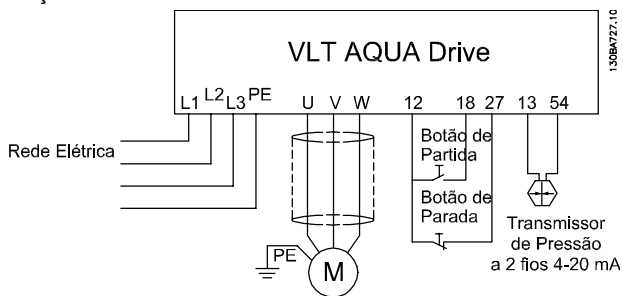 VLT AQUA Drive
130BA727.10
L1 L2 L3 PE U V W 12 18 27 13 54
Rede Elétrica
Botão de
Partida
Botão de
Parada
Transmissor
de Pressão
a 2 fios 4-20 mA
PE
M